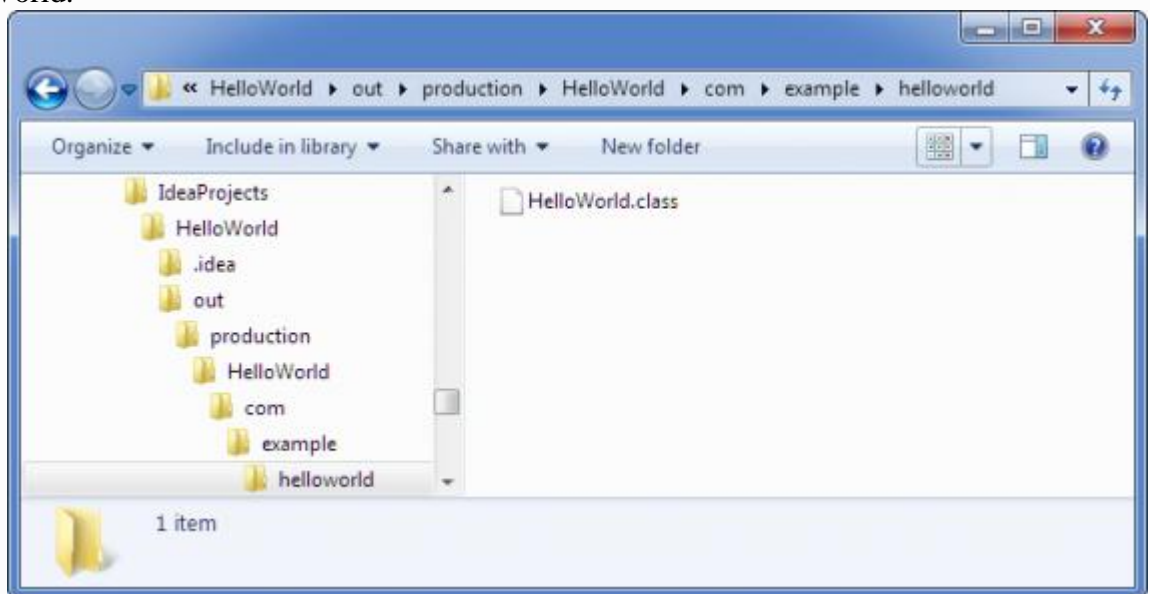 « HelloWorld ▸ out ▸ production ▸ HelloWorld ▸ com ▸ example ▸ helloworld
Organize Include in library Share with New folder
IdeaProjects
HelloWorld
.idea
out
production
HelloWorld
com
example
helloworld
HelloWorld.class
1 item